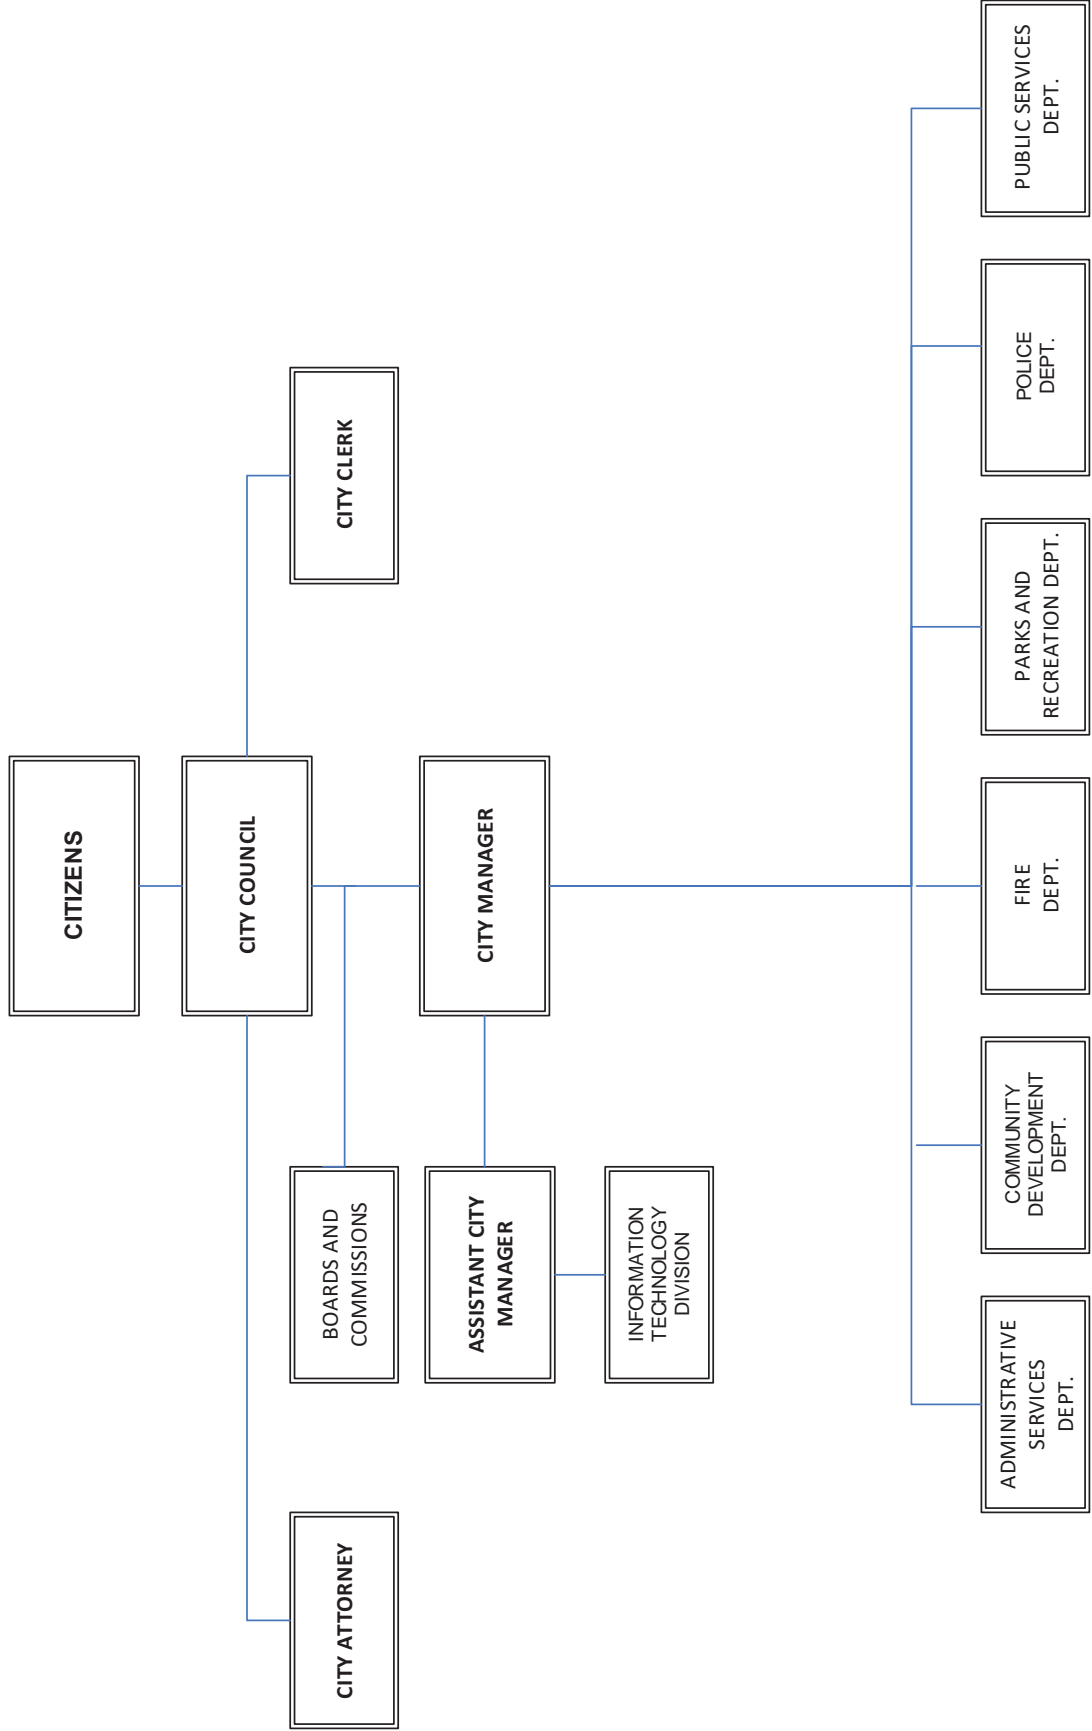 CITIZENS
CITY COUNCIL
CITY ATTORNEY
BOARDS AND
COMMISSIONS
CITY CLERK
ASSISTANT CITY
MANAGER
CITY MANAGER
INFORMATION
TECHNOLOGY
DIVISION
ADMINISTRATIVE
SERVICES
DEPT.
COMMUNITY
DEVELOPMENT
DEPT.
FIRE
DEPT.
PARKS AND
RECREATION DEPT.
POLICE
DEPT.
PUBLIC SERVICES
DEPT.